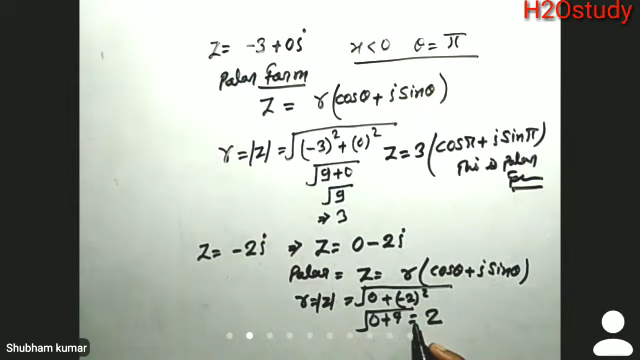 H2Ostudy
Z = -3+0i x<0 θ = π
Polar Form
Z = r(cosθ + i sinθ)
r = |z| = √(-3)² + (0)² Z = 3(cosπ + i sinπ)
√9+0 This is Polar
√9 Form
⇒ 3
Z = -2i ⇒ Z = 0-2i
Polar = Z = r(cosθ + i sinθ)
r = |z| = √0 + (-2)²
√0+4 = 2
Shubham kumar